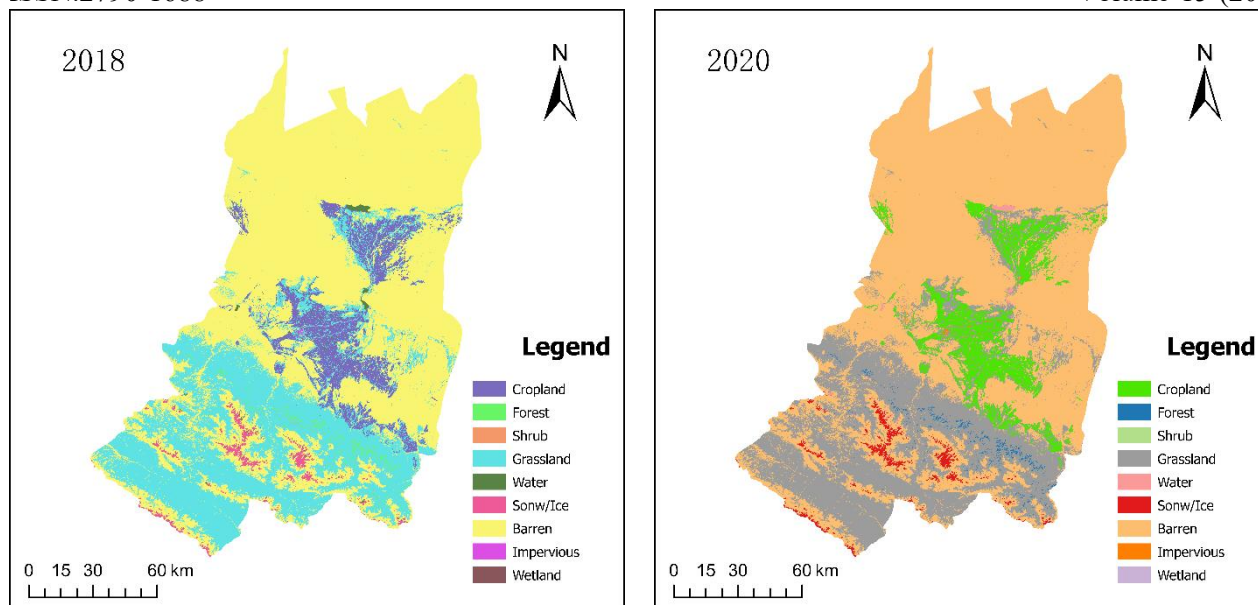 2018
N
Legend
Cropland
Forest
Shrub
Grassland
Water
Sonw/Ice
Barren
Impervious
Wetland
0 15 30 60 km
2020
N
Legend
Cropland
Forest
Shrub
Grassland
Water
Sonw/Ice
Barren
Impervious
Wetland
0 15 30 60 km